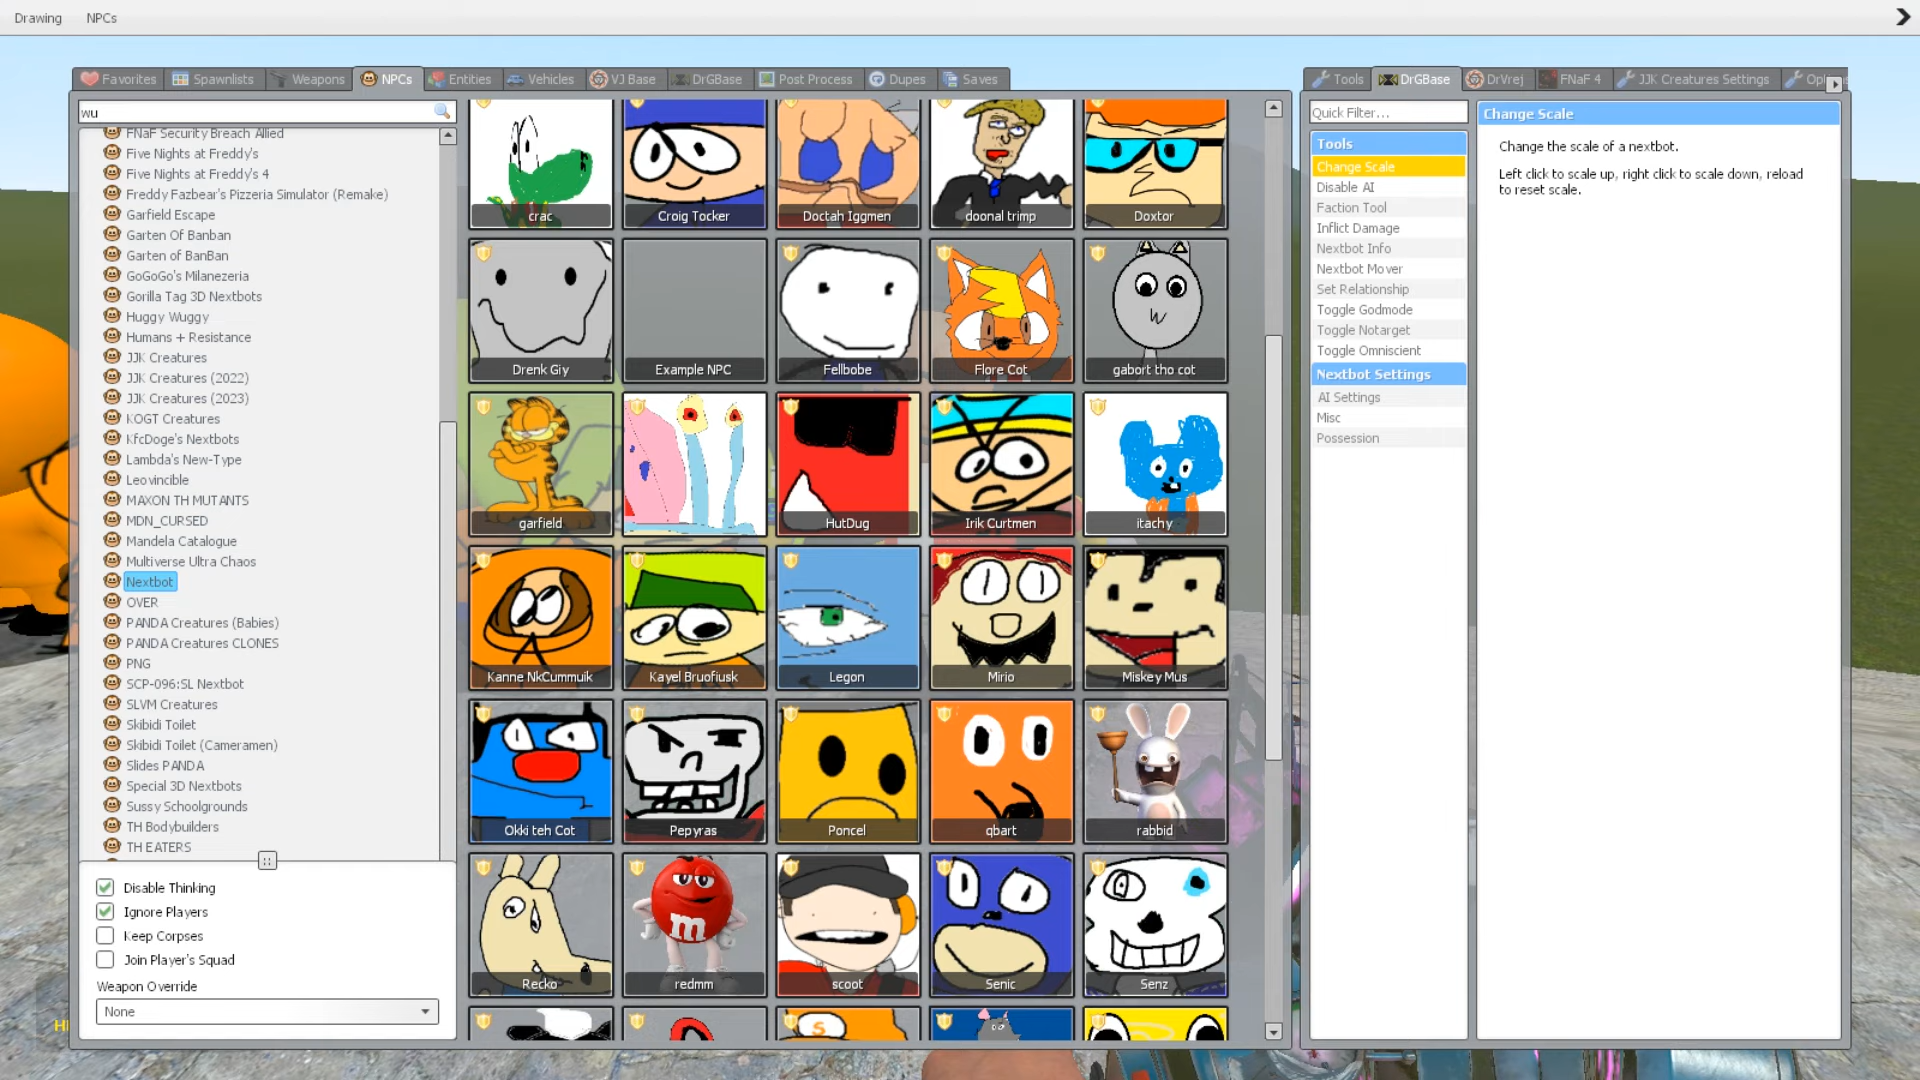 Drawing NPCs
Favorites Spawnlists Weapons NPCs Entities Vehicles VJ Base DrGBase Post Process Dupes Saves
Tools DrGBase DrVrej FNaF 4 JJK Creatures Settings
wu
FNaF Security Breach Allied
Five Nights at Freddy's
Five Nights at Freddy's 4
Freddy Fazbear's Pizzeria Simulator (Remake)
Garfield Escape
Garten Of Banban
Garten of BanBan
GoGoGo's Milanezeria
Gorilla Tag 3D Nextbots
Huggy Wuggy
Humans + Resistance
JJK Creatures
JJK Creatures (2022)
JJK Creatures (2023)
KOGT Creatures
KfcDoge's Nextbots
Lambda's New-Type
Leovincible
MAXON TH MUTANTS
MDN_CURSED
Mandela Catalogue
Multiverse Ultra Chaos
Nextbot
OVER
PANDA Creatures (Babies)
PANDA Creatures CLONES
PNG
SCP-096:SL Nextbot
SLVM Creatures
Skibidi Toilet
Skibidi Toilet (Cameramen)
Slides PANDA
Special 3D Nextbots
Sussy Schoolgrounds
TH Bodybuilders
TH EATERS
Disable Thinking
Ignore Players
Keep Corpses
Join Player's Squad
Weapon Override
None
crac Croig Tocker Doctah Iggmen doonal trimp Doxtor
Drenk Giy Example NPC Fellbobe Flore Cot gabort tho cot
garfield HutDug Irik Curtmen itachy
Kanne NkCummuik Kayel Bruofiusk Legon Mirio Miskey Mus
Okki teh Cot Pepyras Poncel qbart rabbid
Recko redmm scoot Senic Senz
m
S
Quick Filter...
Tools
Change Scale
Disable AI
Faction Tool
Inflict Damage
Nextbot Info
Nextbot Mover
Set Relationship
Toggle Godmode
Toggle Notarget
Toggle Omniscient
Nextbot Settings
AI Settings
Misc
Possession
Change Scale
Change the scale of a nextbot.
Left click to scale up, right click to scale down, reload
to reset scale.